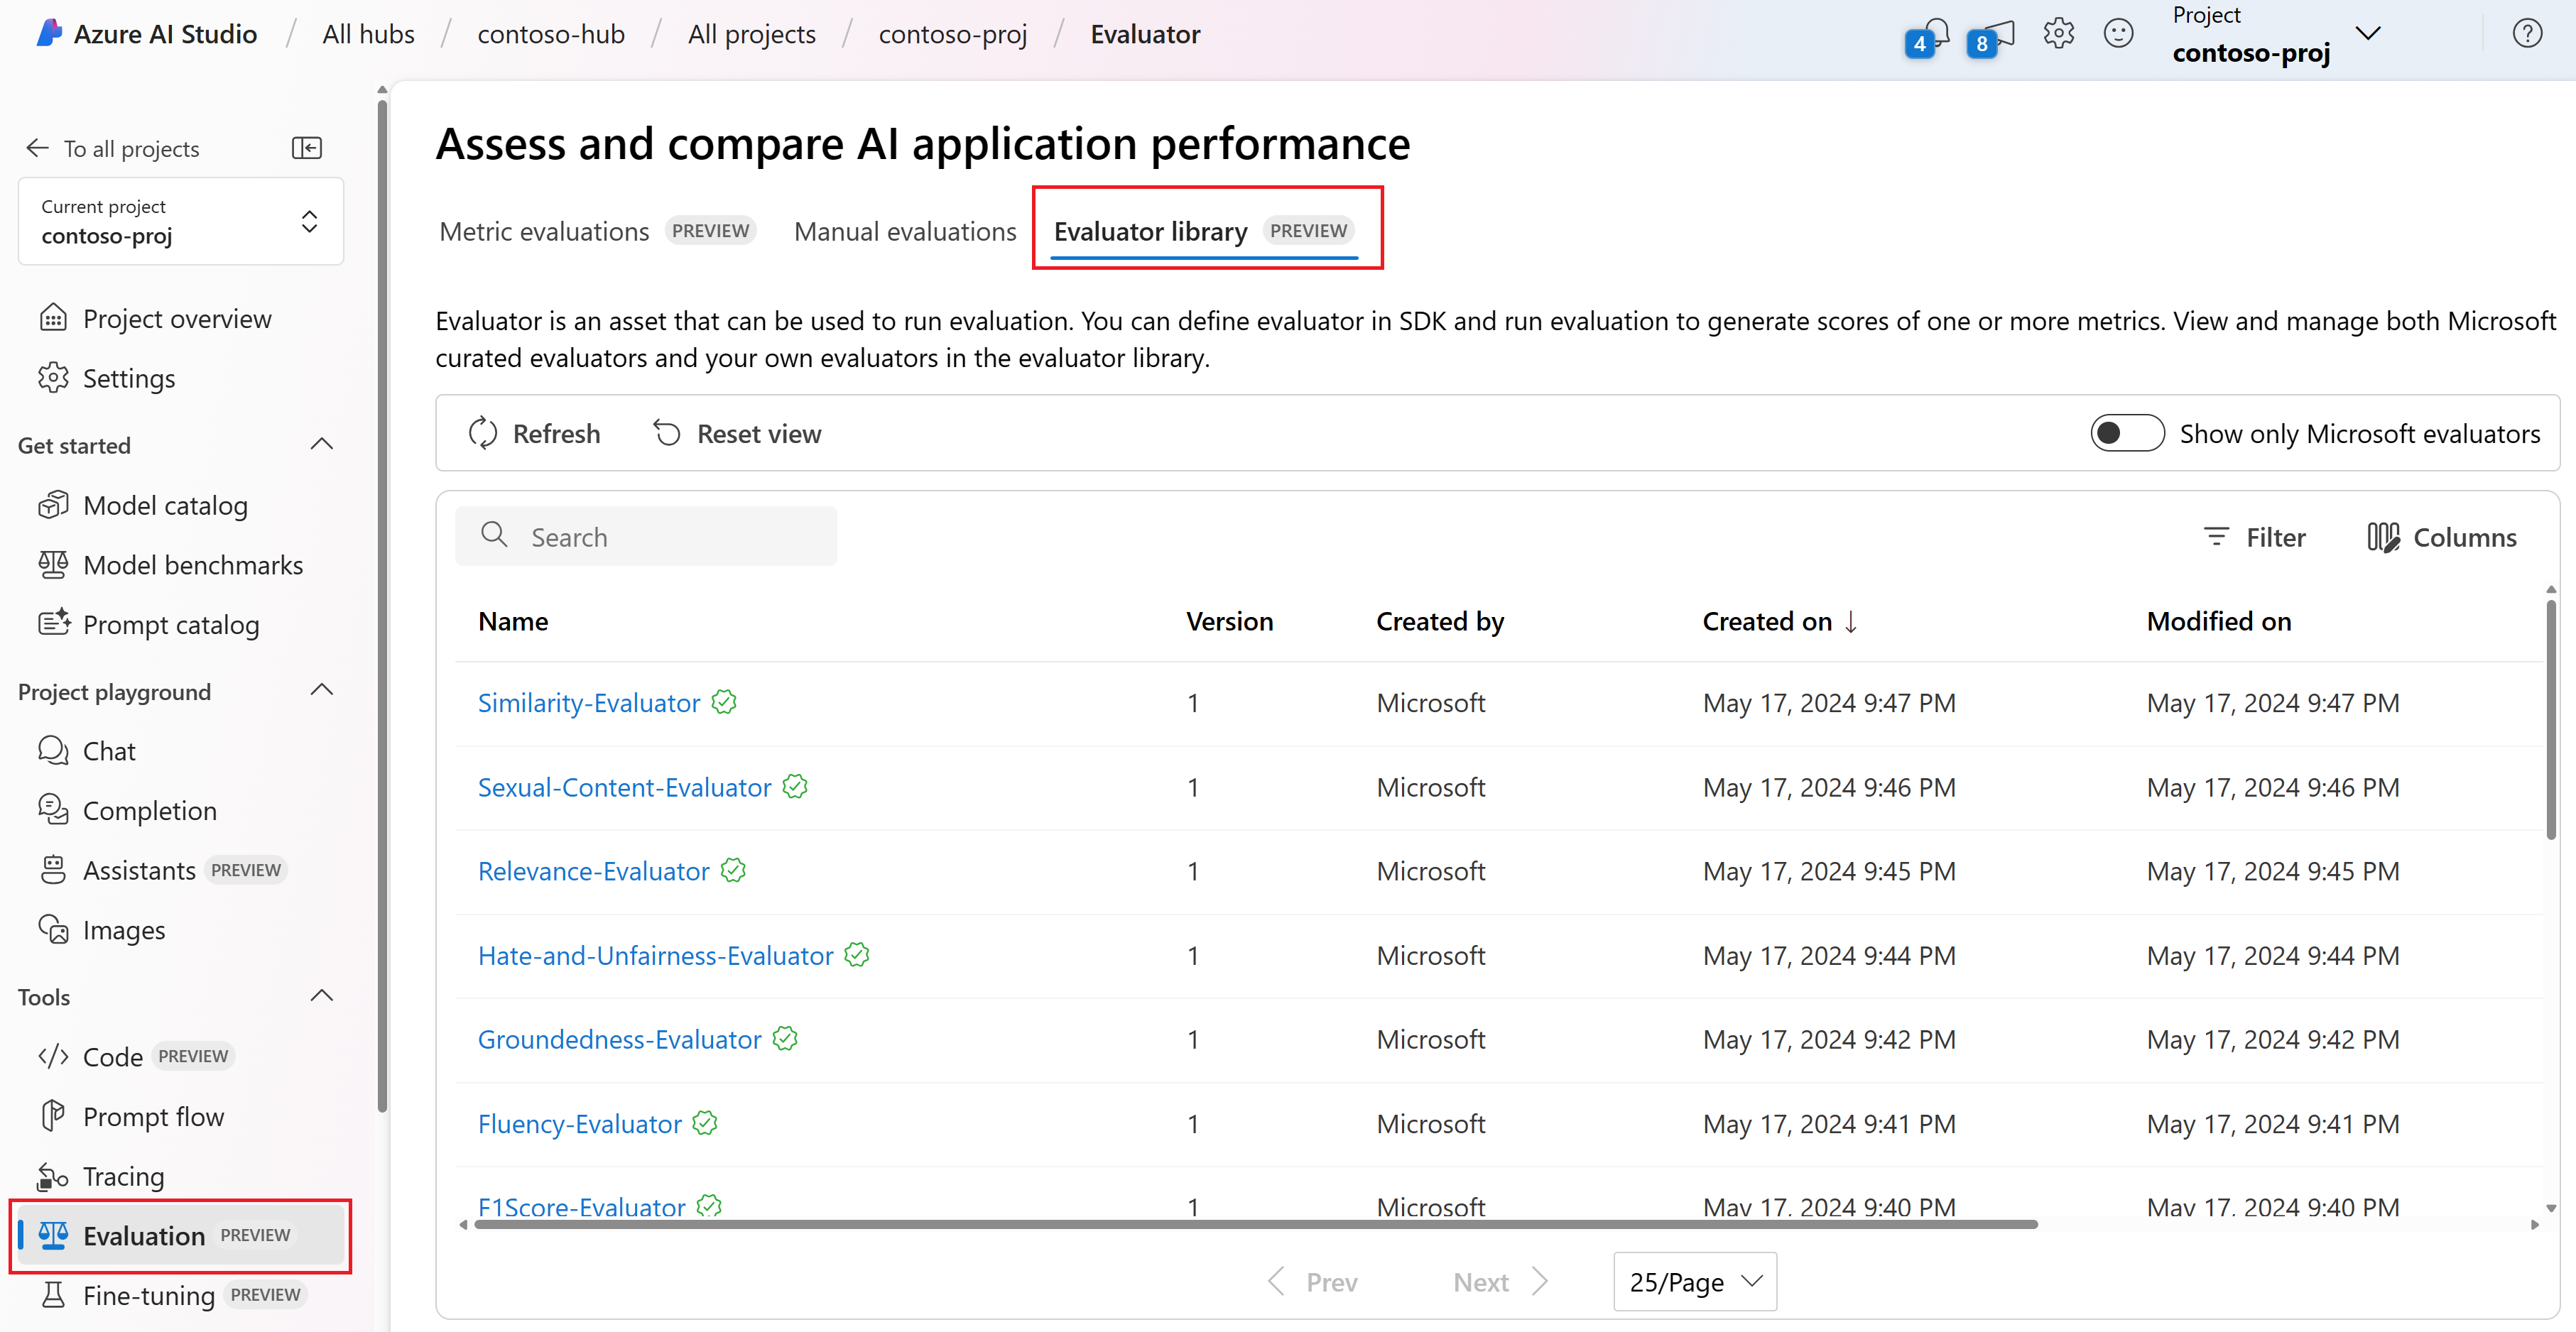 Azure AI Studio / All hubs / contoso-hub / All projects / contoso-proj / Evaluator
4
8
Project
contoso-proj
To all projects
Current project
contoso-proj
Project overview
Settings
Get started
Model catalog
Model benchmarks
Prompt catalog
Project playground
Chat
Completion
Assistants PREVIEW
Images
Tools
Code PREVIEW
Prompt flow
Tracing
Evaluation PREVIEW
Fine-tuning PREVIEW
Assess and compare AI application performance
Metric evaluations PREVIEW Manual evaluations Evaluator library PREVIEW
Evaluator is an asset that can be used to run evaluation. You can define evaluator in SDK and run evaluation to generate scores of one or more metrics. View and manage both Microsoft
curated evaluators and your own evaluators in the evaluator library.
Refresh Reset view Show only Microsoft evaluators
Search Filter Columns
Name Version Created by Created on ↓ Modified on
Similarity-Evaluator 1 Microsoft May 17, 2024 9:47 PM May 17, 2024 9:47 PM
Sexual-Content-Evaluator 1 Microsoft May 17, 2024 9:46 PM May 17, 2024 9:46 PM
Relevance-Evaluator 1 Microsoft May 17, 2024 9:45 PM May 17, 2024 9:45 PM
Hate-and-Unfairness-Evaluator 1 Microsoft May 17, 2024 9:44 PM May 17, 2024 9:44 PM
Groundedness-Evaluator 1 Microsoft May 17, 2024 9:42 PM May 17, 2024 9:42 PM
Fluency-Evaluator 1 Microsoft May 17, 2024 9:41 PM May 17, 2024 9:41 PM
F1Score-Evaluator 1 Microsoft May 17, 2024 9:40 PM May 17, 2024 9:40 PM
Prev Next 25/Page